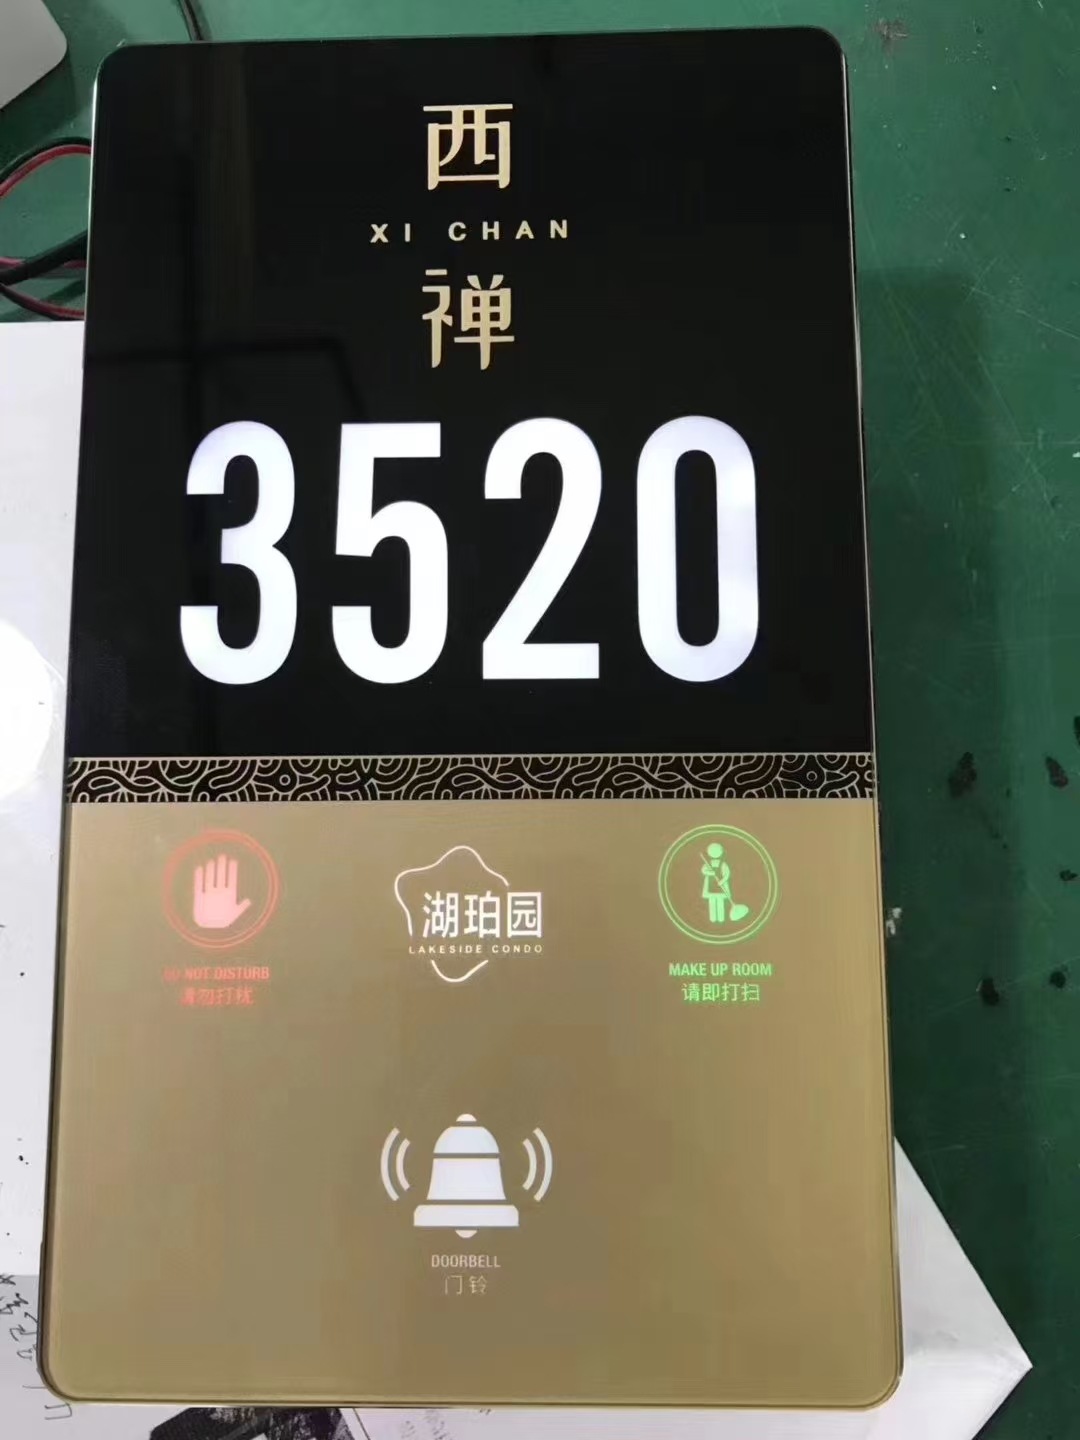 西
XI CHAN
禅
3520
湖珀园
LAKESIDE CONDO
DO NOT DISTURB
请勿打扰
MAKE UP ROOM
请即打扫
DOORBELL
门铃